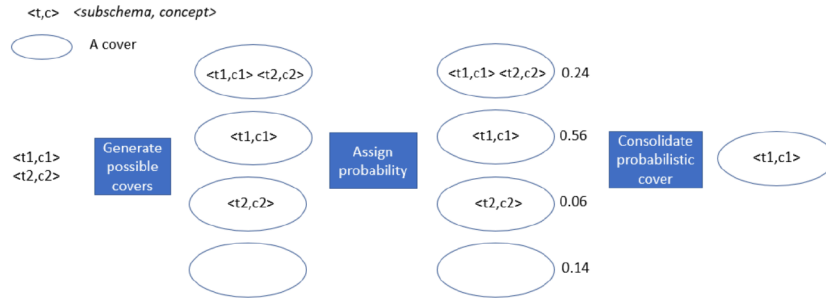 <t,c> <subschema, concept>
A cover
<t1,c1>
<t2,c2>
Generate
possible
covers
<t1,c1> <t2,c2>
<t1,c1>
<t2,c2>
Assign
probability
<t1,c1> <t2,c2> 0.24
<t1,c1> 0.56
<t2,c2> 0.06
0.14
Consolidate
probabilistic
cover
<t1,c1>